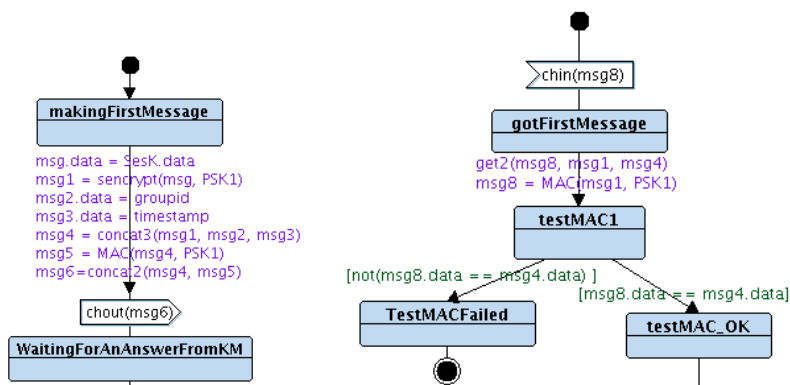 makingFirstMessage
msg.data = SesK.data
msg1 = sencrypt(msg, PSK1)
msg2.data = groupid
msg3.data = timestamp
msg4 = concat3(msg1, msg2, msg3)
msg5 = MAC(msg4, PSK1)
msg6=concat2(msg4, msg5)
chout(msg6)
WaitingForAnAnswerFromKM
chin(msg8)
gotFirstMessage
get2(msg8, msg1, msg4)
msg8 = MAC(msg1, PSK1)
testMAC1
[not(msg8.data == msg4.data) ]
[msg8.data == msg4.data]
TestMACFailed
testMAC_OK